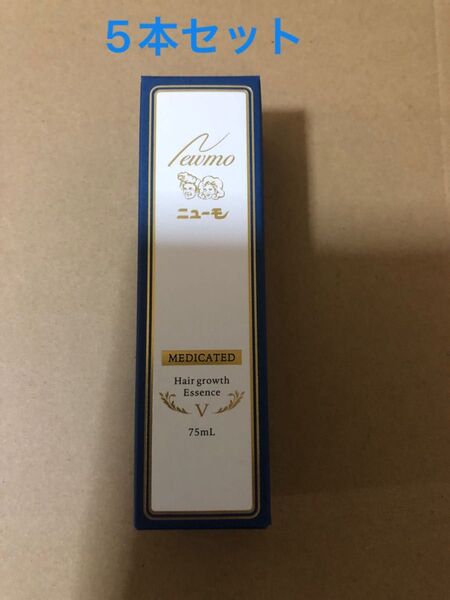 5本セット
Newmo
ニューモ
MEDICATED
Hair growth
Essence
V
75mL